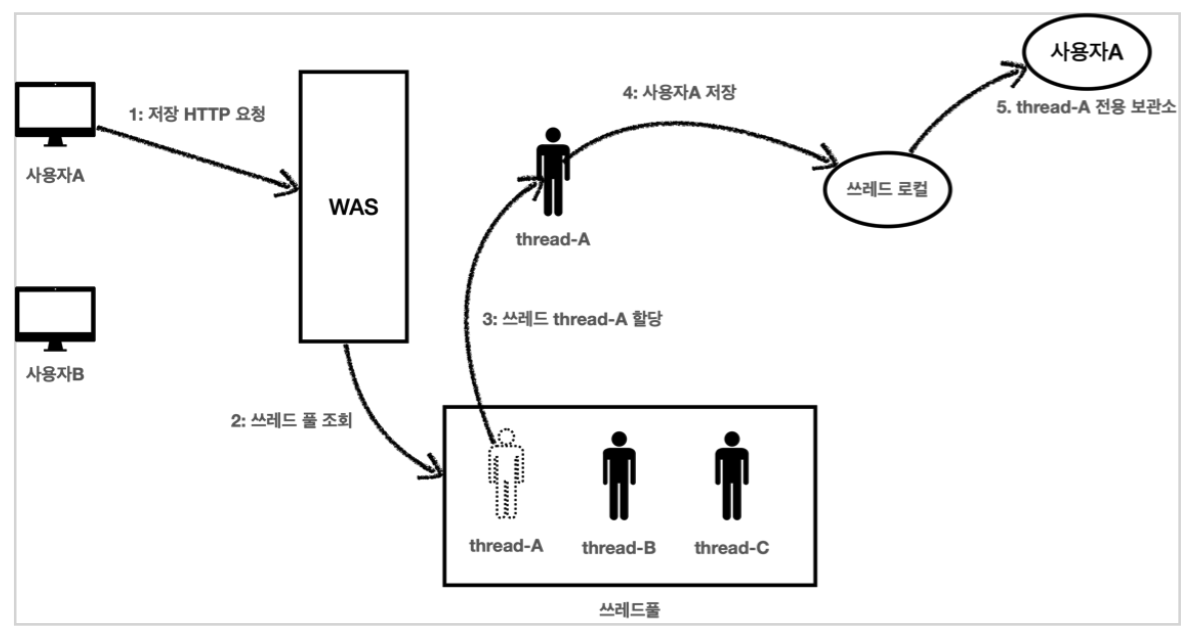 사용자A
1: 저장 HTTP 요청
WAS
사용자B
2: 쓰레드 풀 조회
3: 쓰레드 thread-A 할당
thread-A
4: 사용자A 저장
쓰레드 로컬
사용자A
5. thread-A 전용 보관소
thread-A
thread-B
thread-C
쓰레드풀